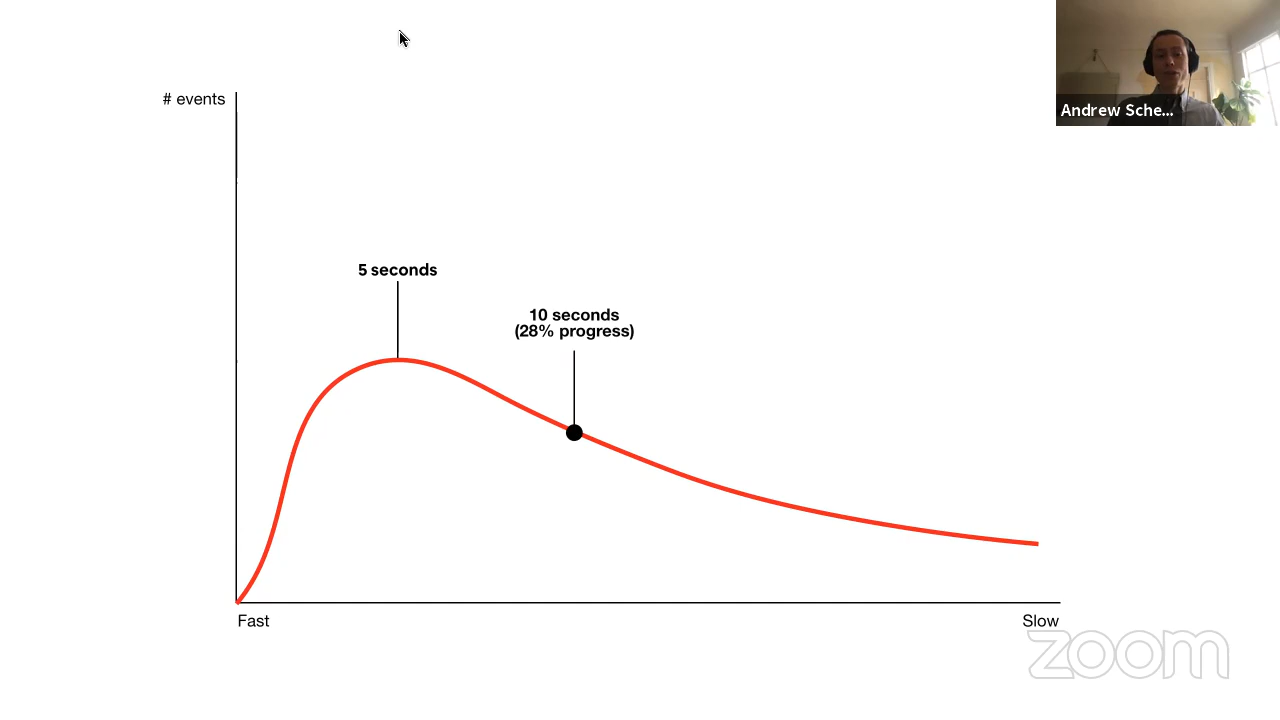 # events
Andrew Sche...
5 seconds
10 seconds
(28% progress)
Fast
Slow
zoom